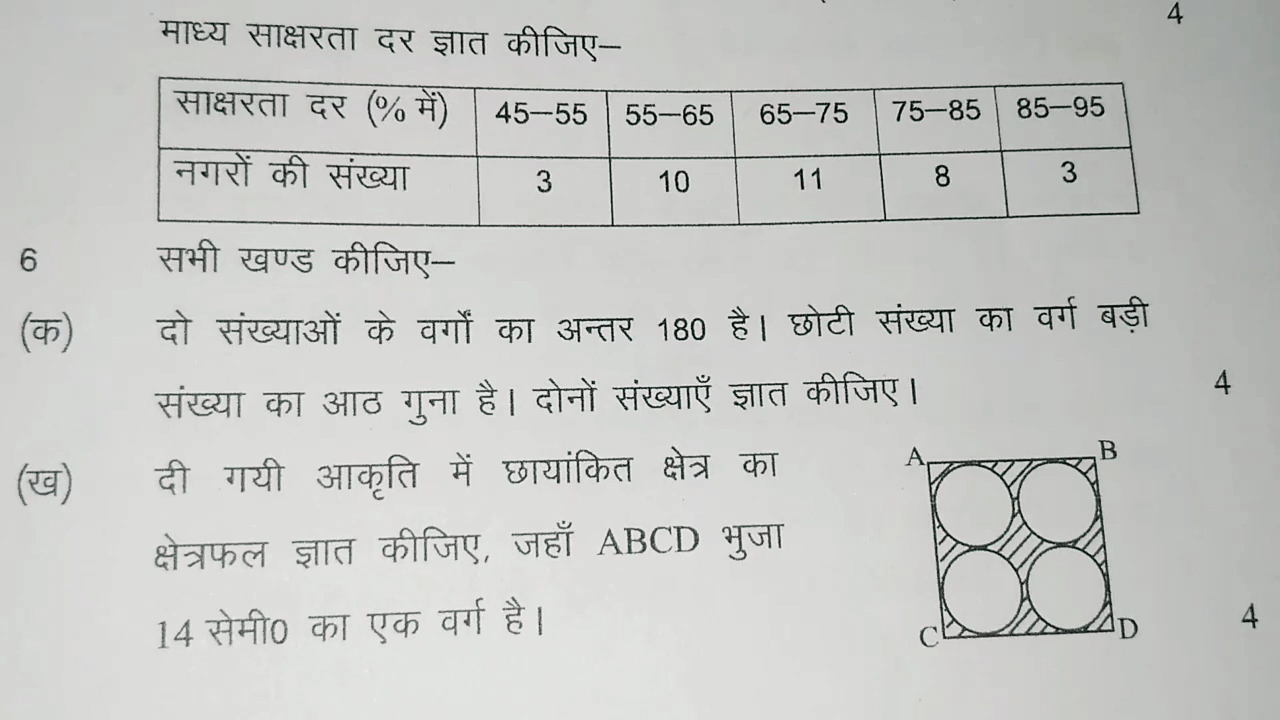 4
माध्य साक्षरता दर ज्ञात कीजिए–
साक्षरता दर (% में) 45–55 55–65 65–75 75–85 85–95
नगरों की संख्या 3 10 11 8 3
6 सभी खण्ड कीजिए–
(क) दो संख्याओं के वर्गों का अन्तर 180 है। छोटी संख्या का वर्ग बड़ी
संख्या का आठ गुना है। दोनों संख्याएँ ज्ञात कीजिए। 4
(ख) दी गयी आकृति में छायांकित क्षेत्र का
क्षेत्रफल ज्ञात कीजिए, जहाँ ABCD भुजा
14 सेमी0 का एक वर्ग है। 4
A B
C D